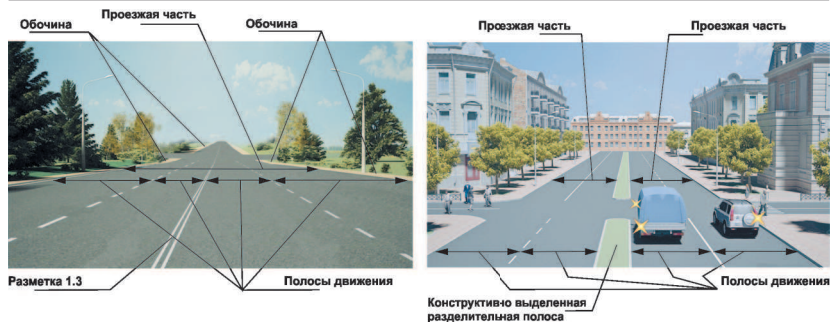 Обочина
Проезжая часть
Обочина
Разметка 1.3
Полосы движения
Проезжая часть
Проезжая часть
Полосы движения
Конструктивно выделенная
разделительная полоса